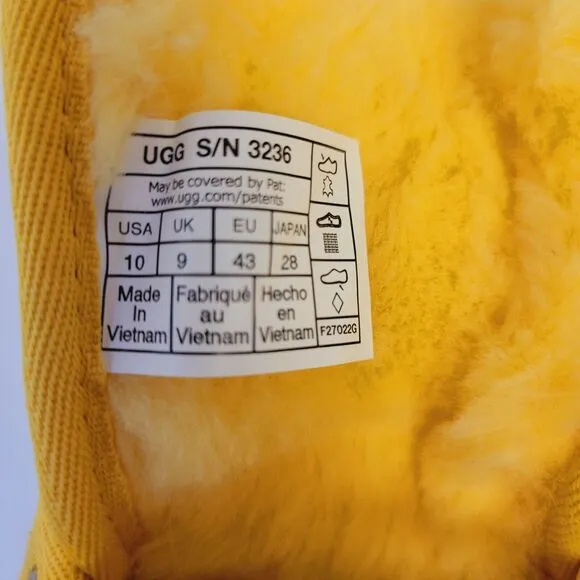 UGG S/N 3236
May be covered by Pat:
www.ugg.com/patents
USA UK EU JAPAN
10 9 43 28
Made Fabriqué Hecho
In au en
Vietnam Vietnam Vietnam
F27022G